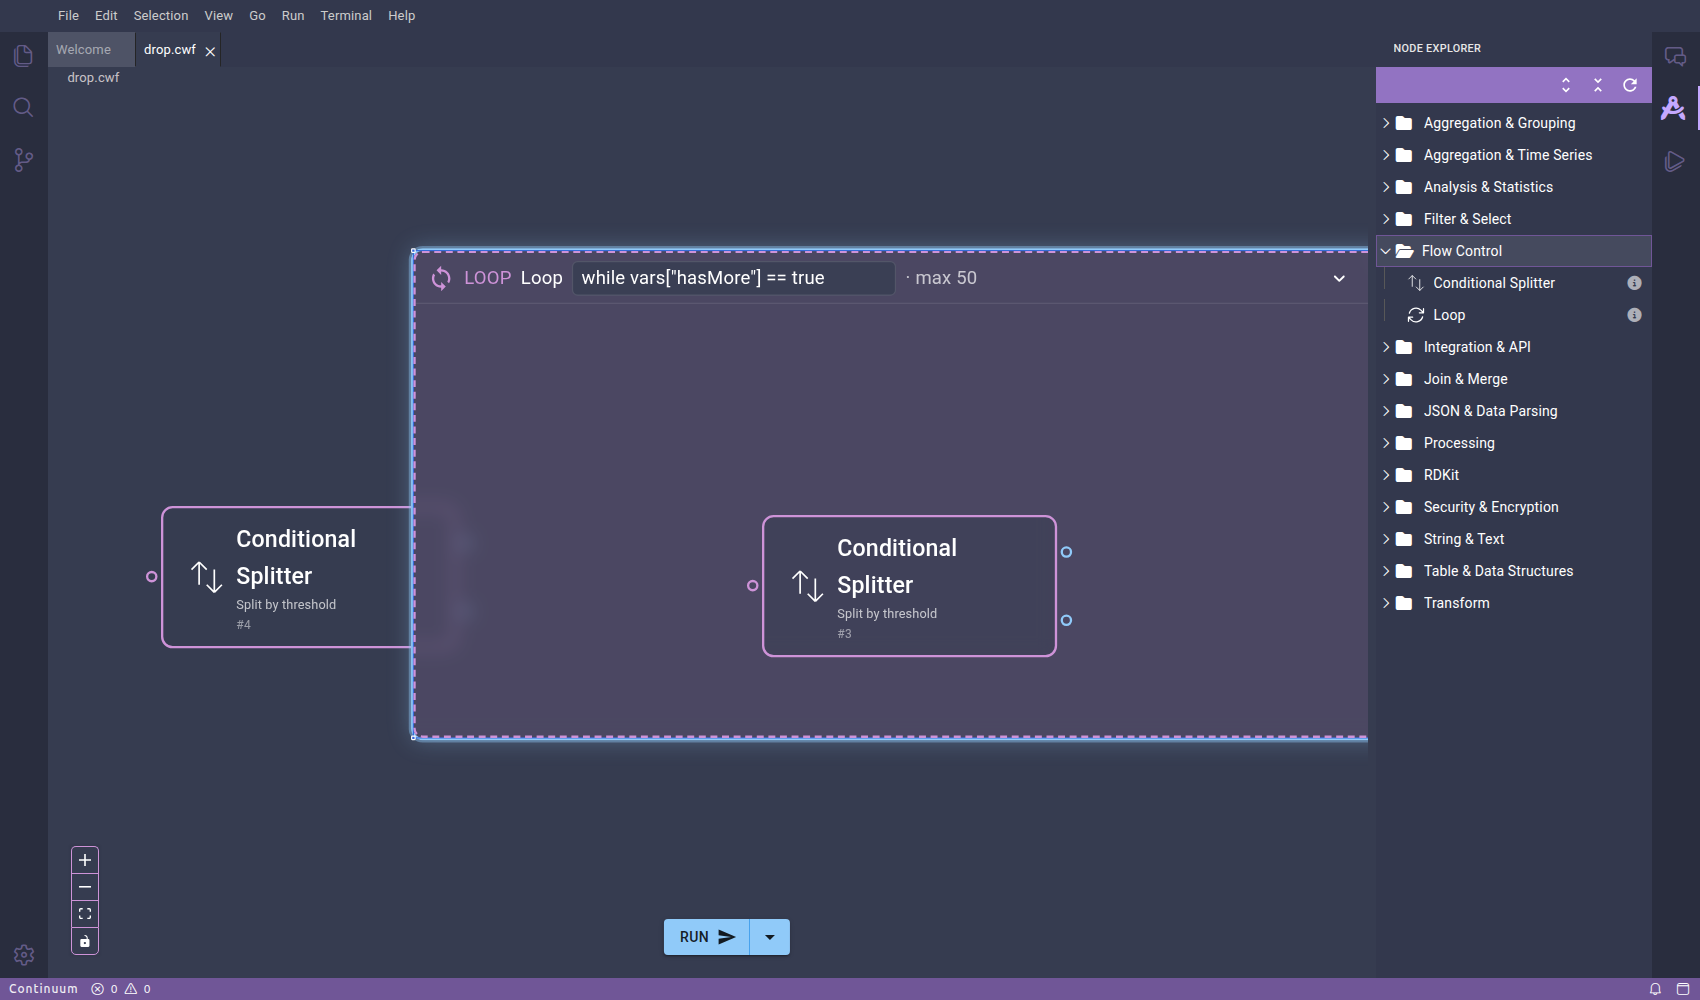 File Edit Selection View Go Run Terminal Help
Welcome drop.cwf
drop.cwf
NODE EXPLORER
Aggregation & Grouping
Aggregation & Time Series
Analysis & Statistics
Filter & Select
Flow Control
Conditional Splitter
Loop
Integration & API
Join & Merge
JSON & Data Parsing
Processing
RDKit
Security & Encryption
String & Text
Table & Data Structures
Transform
LOOP Loop while vars["hasMore"] == true · max 50
Conditional
Splitter
Split by threshold
#4
Conditional
Splitter
Split by threshold
#3
RUN
Continuum 0 0